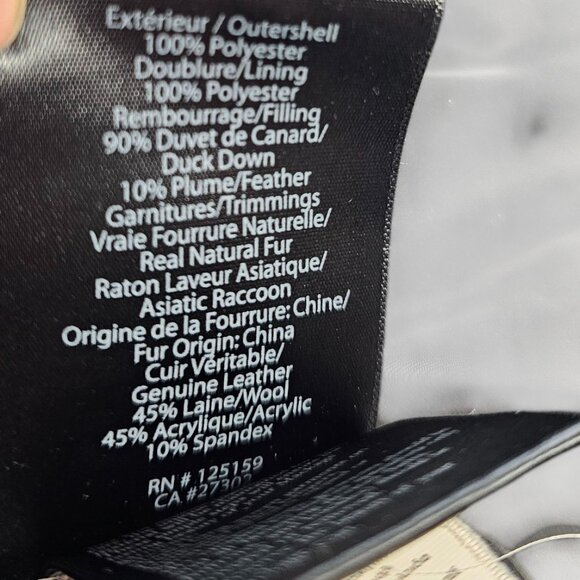 Extérieur / Outershell
100% Polyester
Doublure/Lining
100% Polyester
Rembourrage/Filling
90% Duvet de Canard/
Duck Down
10% Plume/Feather
Garnitures/Trimmings
Vraie Fourrure Naturelle/
Real Natural Fur
Raton Laveur Asiatique/
Asiatic Raccoon
Origine de la Fourrure: Chine/
Fur Origin: China
Cuir Véritable/
Genuine Leather
45% Laine/Wool
45% Acrylique/Acrylic
10% Spandex
RN # 125159
CA #27302